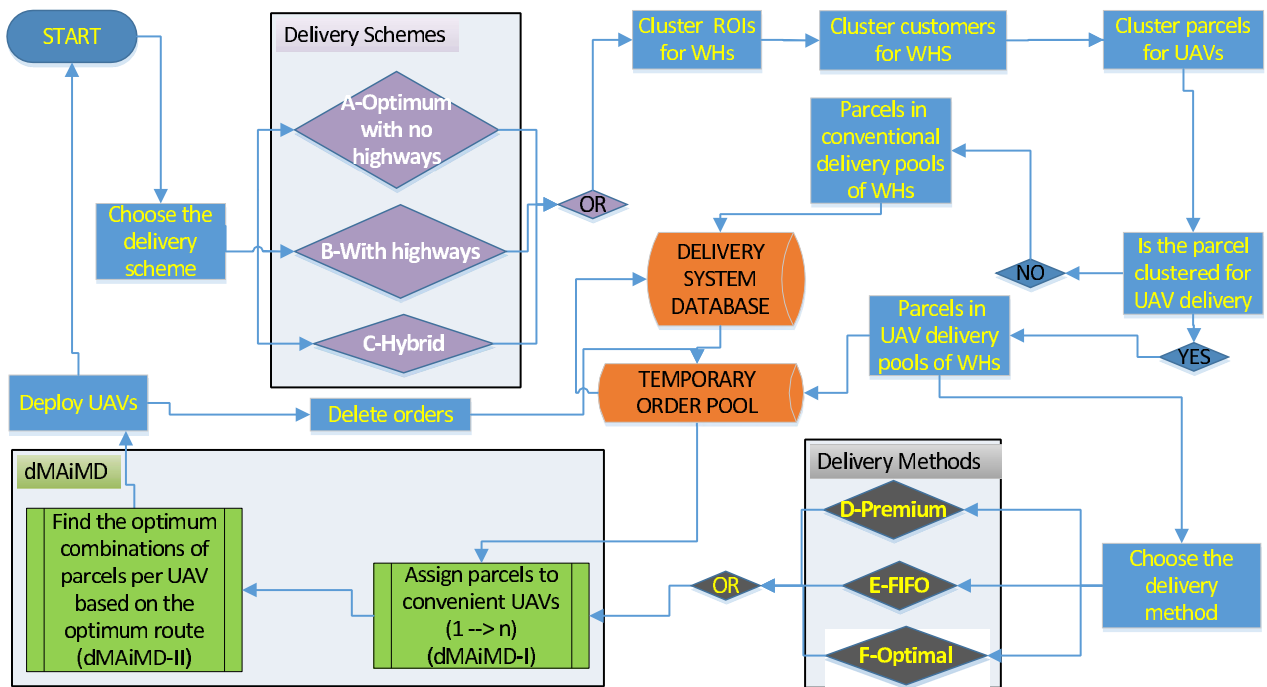 START
Delivery Schemes
A-Optimum
with no
highways
B-With highways
C-Hybrid
Choose the
delivery
scheme
OR
Cluster ROIs
for WHs
Cluster customers
for WHS
Cluster parcels
for UAVs
Parcels in
conventional
delivery pools
of WHs
NO
Is the parcel
clustered for
UAV delivery
YES
DELIVERY
SYSTEM
DATABASE
Parcels in
UAV delivery
pools of WHs
TEMPORARY
ORDER POOL
Deploy UAVs
Delete orders
dMAiMD
Find the optimum
combinations of
parcels per UAV
based on the
optimum route
(dMAiMD-II)
Assign parcels to
convenient UAVs
(1 --> n)
(dMAiMD-I)
OR
Delivery Methods
D-Premium
E-FIFO
F-Optimal
Choose the
delivery
method